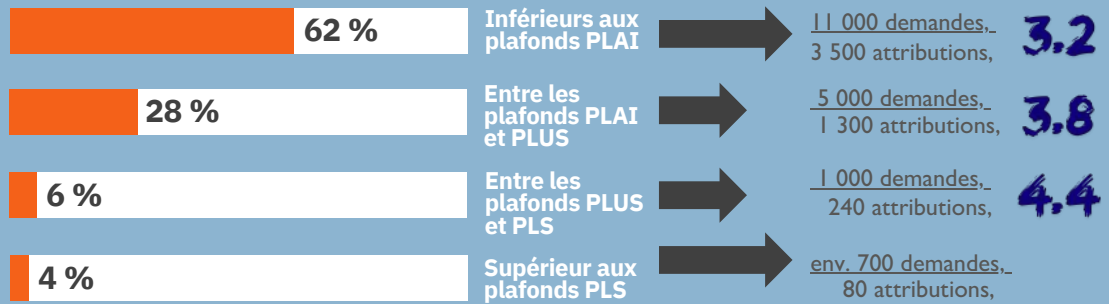 62 %
Inférieurs aux
plafonds PLAI
11 000 demandes,
3 500 attributions,
3.2
28 %
Entre les
plafonds PLAI
et PLUS
5 000 demandes,
1 300 attributions,
3.8
6 %
Entre les
plafonds PLUS
et PLS
1 000 demandes,
240 attributions,
4.4
4 %
Supérieur aux
plafonds PLS
env. 700 demandes,
80 attributions,